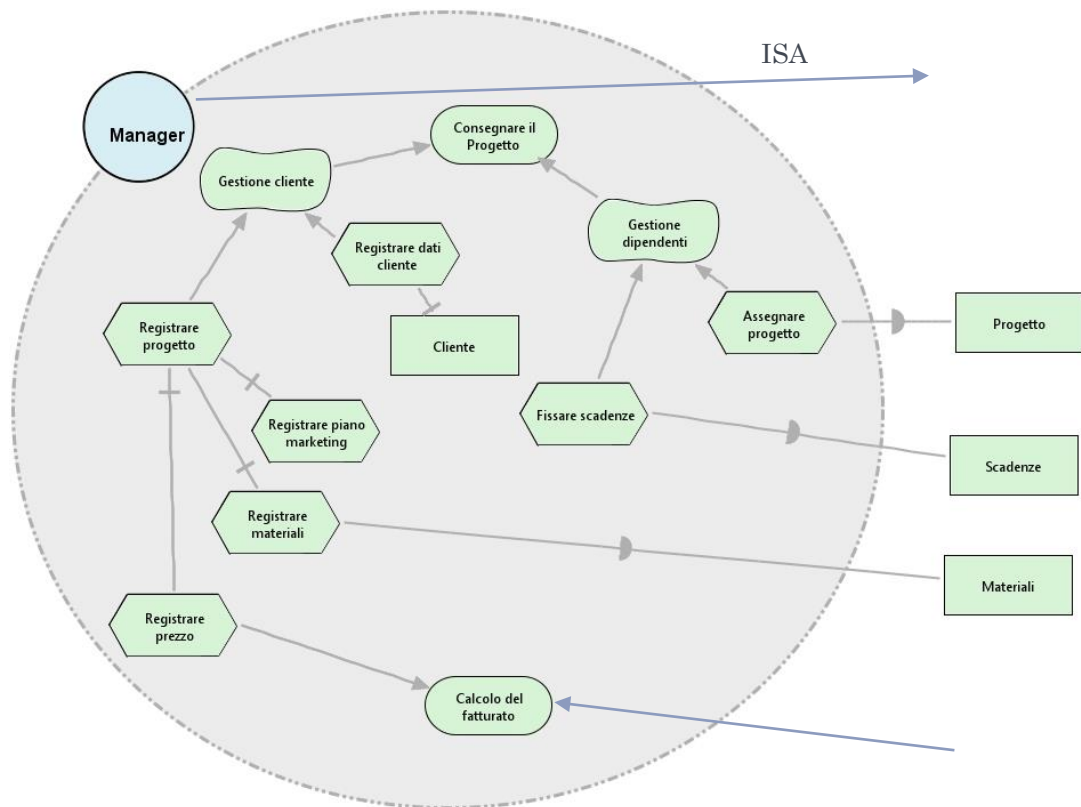 ISA
Manager
Consegnare il
Progetto
Gestione cliente
Gestione
dipendenti
Registrare dati
cliente
Registrare
progetto
Cliente
Assegnare
progetto
Progetto
Registrare piano
marketing
Fissare scadenze
Scadenze
Registrare
materiali
Materiali
Registrare
prezzo
Calcolo del
fatturato